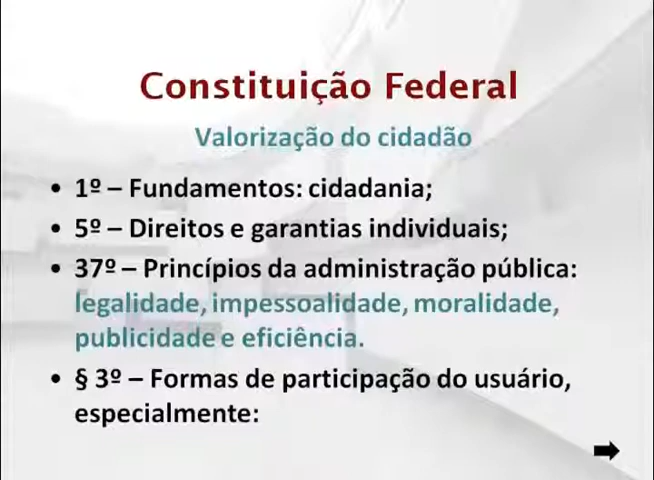 Constituição Federal
Valorização do cidadão
• 1º – Fundamentos: cidadania;
• 5º – Direitos e garantias individuais;
• 37º – Princípios da administração pública:
legalidade, impessoalidade, moralidade,
publicidade e eficiência.
• § 3º – Formas de participação do usuário,
especialmente: